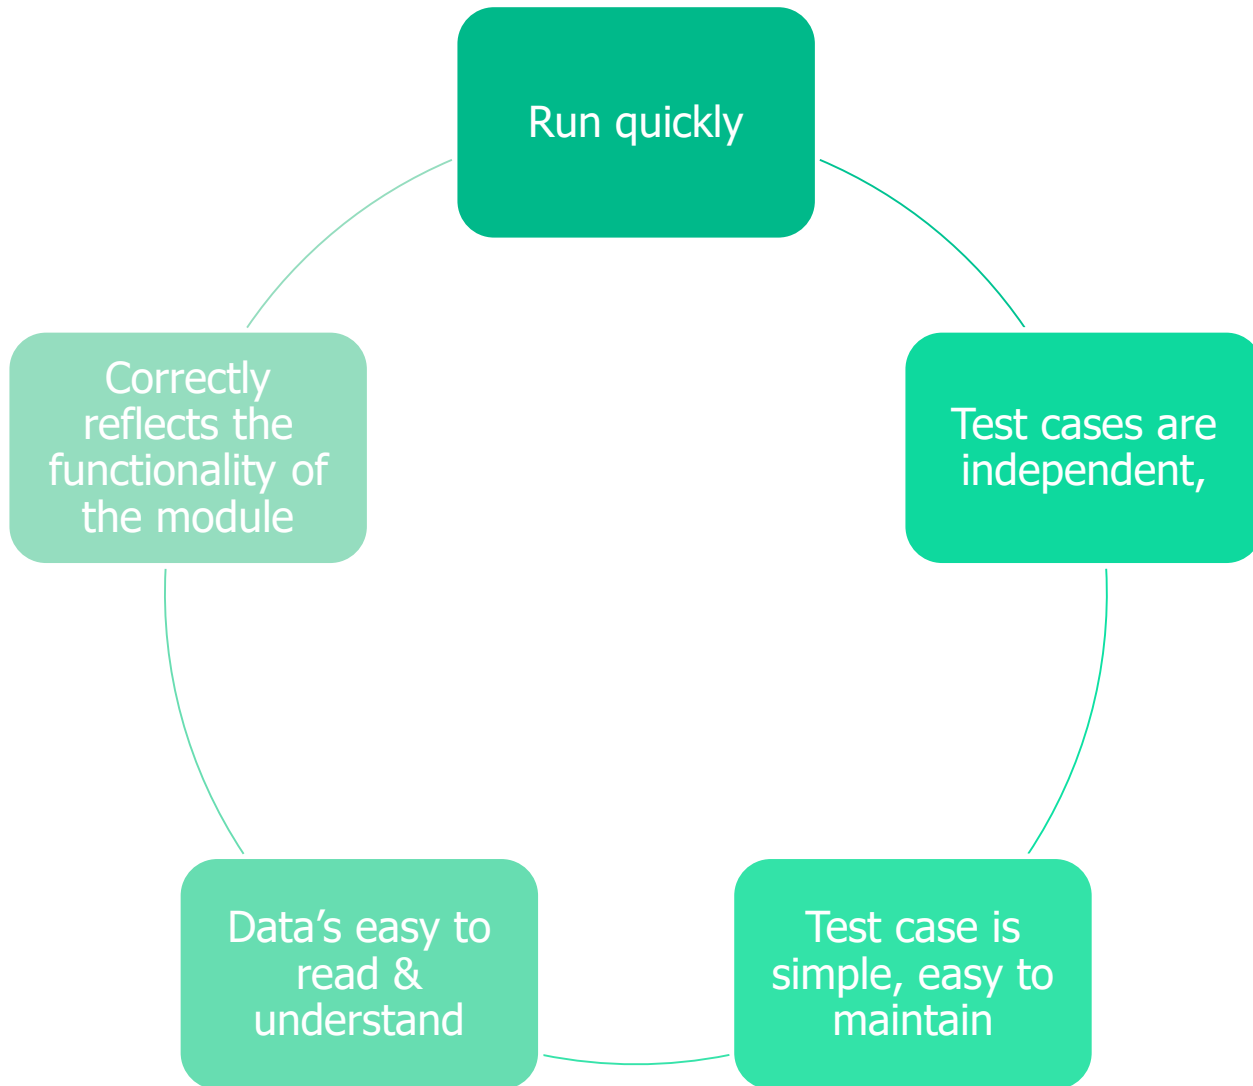 Run quickly
Test cases are
independent,
Test case is
simple, easy to
maintain
Data’s easy to
read &
understand
Correctly
reflects the
functionality of
the module